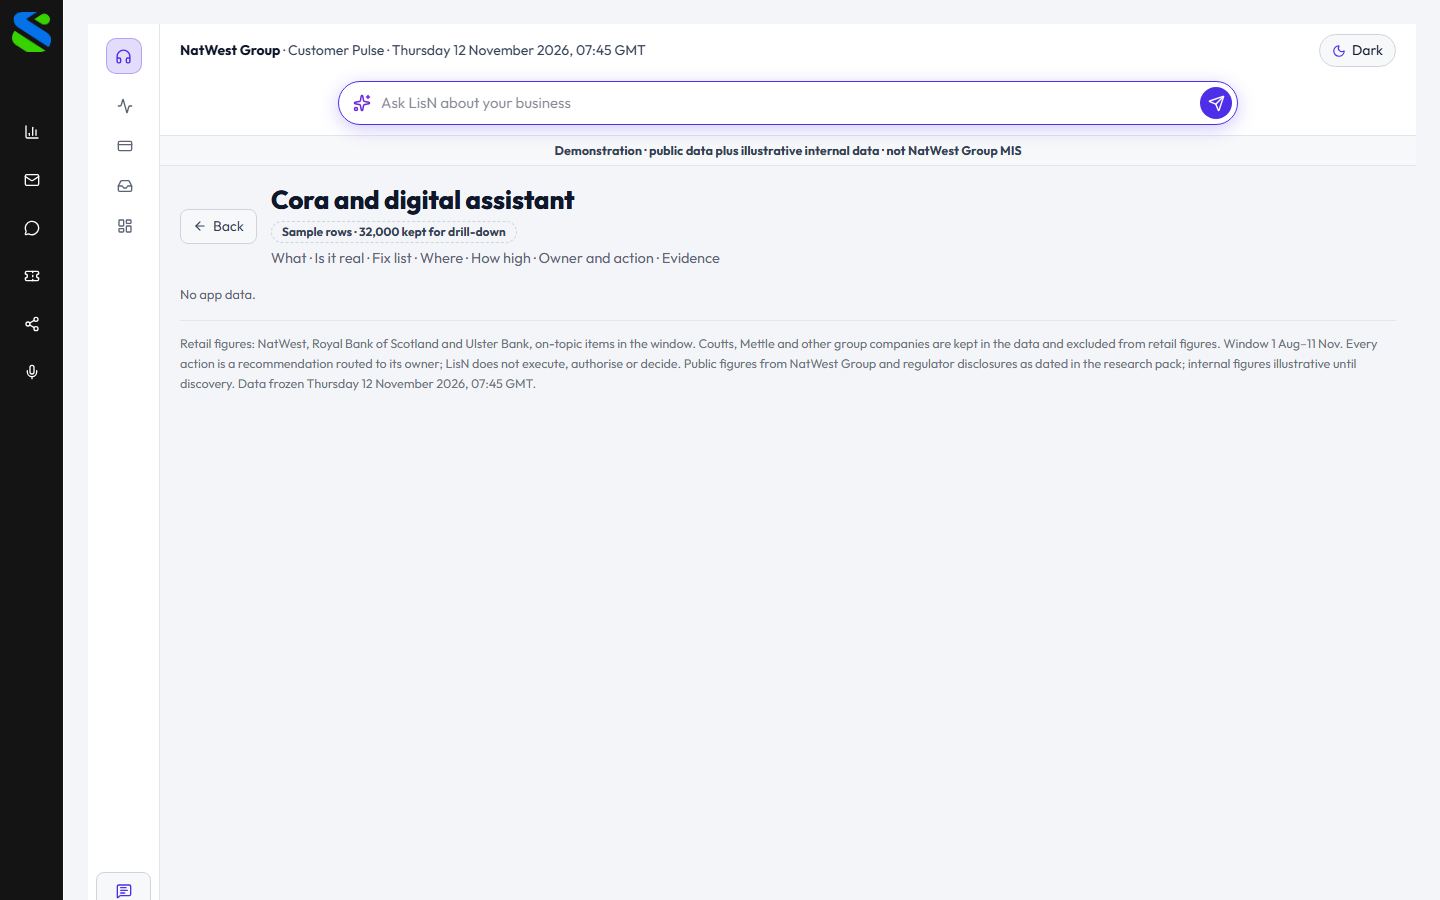 NatWest Group · Customer Pulse · Thursday 12 November 2026, 07:45 GMT
Dark
Ask LisN about your business
Demonstration · public data plus illustrative internal data · not NatWest Group MIS
Back
Cora and digital assistant
Sample rows · 32,000 kept for drill-down
What · Is it real · Fix list · Where · How high · Owner and action · Evidence
No app data.
Retail figures: NatWest, Royal Bank of Scotland and Ulster Bank, on-topic items in the window. Coutts, Mettle and other group companies are kept in the data and excluded from retail figures. Window 1 Aug–11 Nov. Every
action is a recommendation routed to its owner; LisN does not execute, authorise or decide. Public figures from NatWest Group and regulator disclosures as dated in the research pack; internal figures illustrative until
discovery. Data frozen Thursday 12 November 2026, 07:45 GMT.